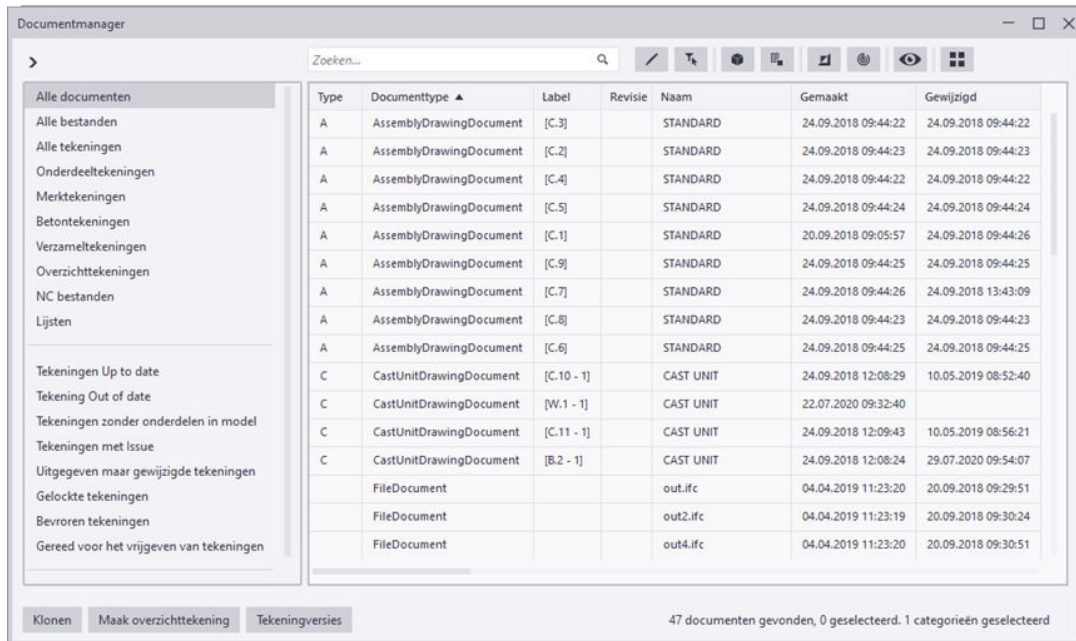 Documentmanager
Zoeken...
Alle documenten
Alle bestanden
Alle tekeningen
Onderdeeltekeningen
Merktekeningen
Betontekeningen
Verzameltekeningen
Overzichttekeningen
NC bestanden
Lijsten
Tekeningen Up to date
Tekening Out of date
Tekeningen zonder onderdelen in model
Tekeningen met Issue
Uitgegeven maar gewijzigde tekeningen
Gelockte tekeningen
Bevroren tekeningen
Gereed voor het vrijgeven van tekeningen
Type Documenttype ▲ Label Revisie Naam Gemaakt Gewijzigd
A AssemblyDrawingDocument [C.3] STANDARD 24.09.2018 09:44:22 24.09.2018 09:44:22
A AssemblyDrawingDocument [C.2] STANDARD 24.09.2018 09:44:23 24.09.2018 09:44:23
A AssemblyDrawingDocument [C.4] STANDARD 24.09.2018 09:44:22 24.09.2018 09:44:22
A AssemblyDrawingDocument [C.5] STANDARD 24.09.2018 09:44:24 24.09.2018 09:44:24
A AssemblyDrawingDocument [C.1] STANDARD 20.09.2018 09:05:57 24.09.2018 09:44:26
A AssemblyDrawingDocument [C.9] STANDARD 24.09.2018 09:44:25 24.09.2018 09:44:25
A AssemblyDrawingDocument [C.7] STANDARD 24.09.2018 09:44:26 24.09.2018 13:43:09
A AssemblyDrawingDocument [C.8] STANDARD 24.09.2018 09:44:23 24.09.2018 09:44:23
A AssemblyDrawingDocument [C.6] STANDARD 24.09.2018 09:44:25 24.09.2018 09:44:25
C CastUnitDrawingDocument [C.10 - 1] CAST UNIT 24.09.2018 12:08:29 10.05.2019 08:52:40
C CastUnitDrawingDocument [W.1 - 1] CAST UNIT 22.07.2020 09:32:40
C CastUnitDrawingDocument [C.11 - 1] CAST UNIT 24.09.2018 12:09:43 10.05.2019 08:56:21
C CastUnitDrawingDocument [B.2 - 1] CAST UNIT 24.09.2018 12:08:24 29.07.2020 09:54:07
FileDocument out.ifc 04.04.2019 11:23:20 20.09.2018 09:29:51
FileDocument out2.ifc 04.04.2019 11:23:19 20.09.2018 09:30:24
FileDocument out4.ifc 04.04.2019 11:23:20 20.09.2018 09:30:51
Klonen Maak overzichttekening Tekeningversies 47 documenten gevonden, 0 geselecteerd. 1 categorieën geselecteerd